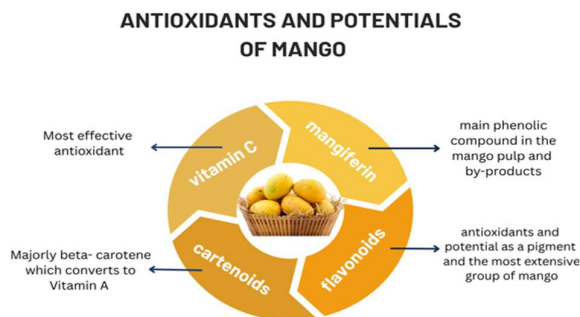 ANTIOXIDANTS AND POTENTIALS
OF MANGO
Most effective
antioxidant
vitamin C
mangiferin
main phenolic
compound in the
mango pulp and
by-products
Majorly beta- carotene
which converts to
Vitamin A
cartenoids
flavonoids
antioxidants and
potential as a pigment
and the most extensive
group of mango